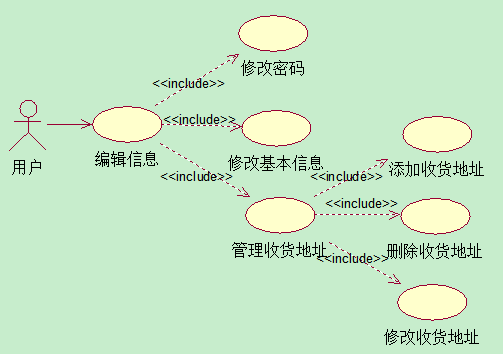 <<include>>
修改密码
<<include>>
用户
编辑信息
修改基本信息
<<include>>
<<include>>
添加收货地址
<<include>>
管理收货地址
删除收货地址
<<include>>
修改收货地址